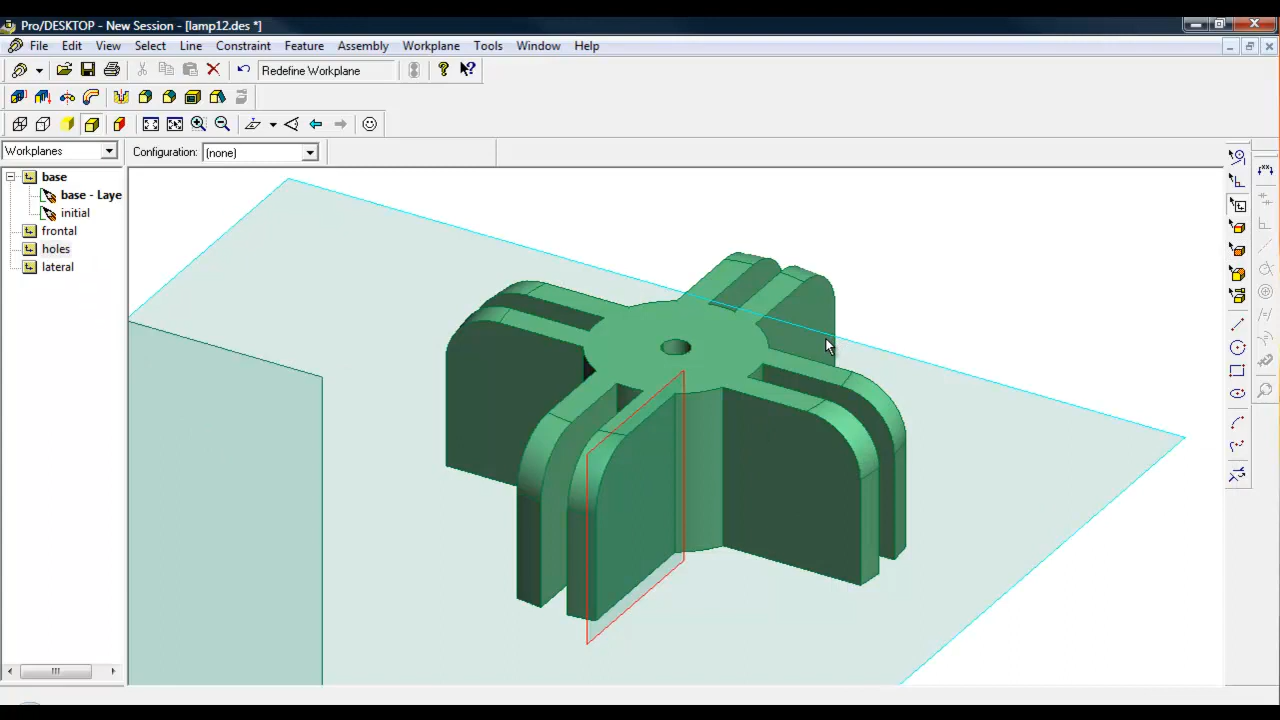 Pro/DESKTOP - New Session - [lamp12.des *]
File Edit View Select Line Constraint Feature Assembly Workplane Tools Window Help
Redefine Workplane
Workplanes Configuration: (none)
base
base - Laye
initial
frontal
holes
lateral